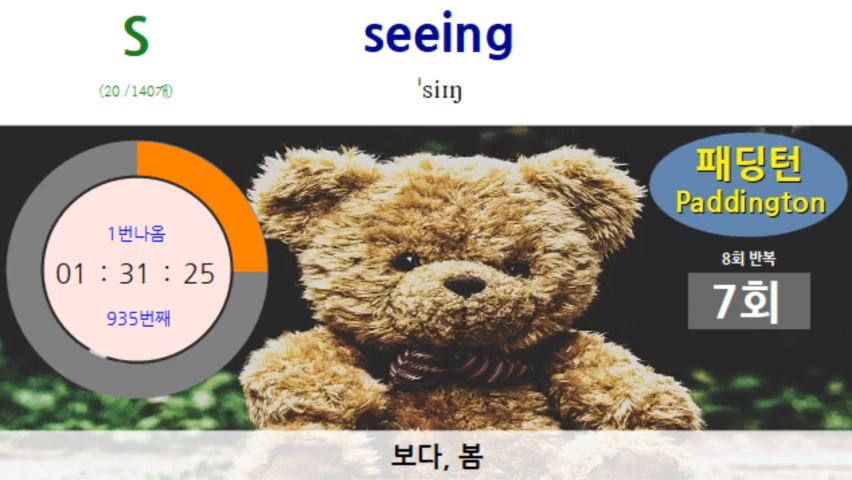 S
(20 /140개)
seeing
ˈsiɪŋ
1번나옴
01 : 31 : 25
935번째
패딩턴
Paddington
8회 반복
7회
보다, 봄